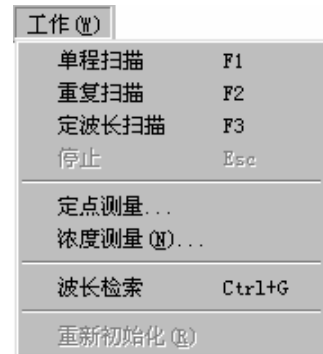 工作(W)
单程扫描 F1
重复扫描 F2
定波长扫描 F3
停止 Esc
定点测量...
浓度测量(N)...
波长检索 Ctrl+G
重新初始化(R)